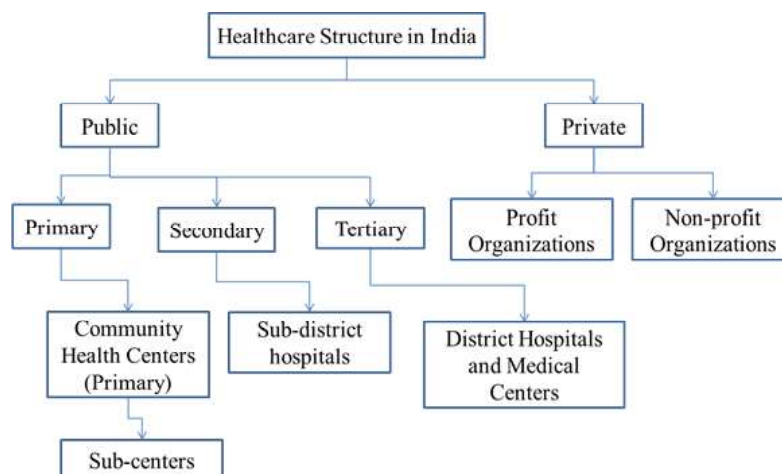 Healthcare Structure in India
Public
Private
Primary
Secondary
Tertiary
Profit
Organizations
Non-profit
Organizations
Community
Health Centers
(Primary)
Sub-district
hospitals
District Hospitals
and Medical
Centers
Sub-centers